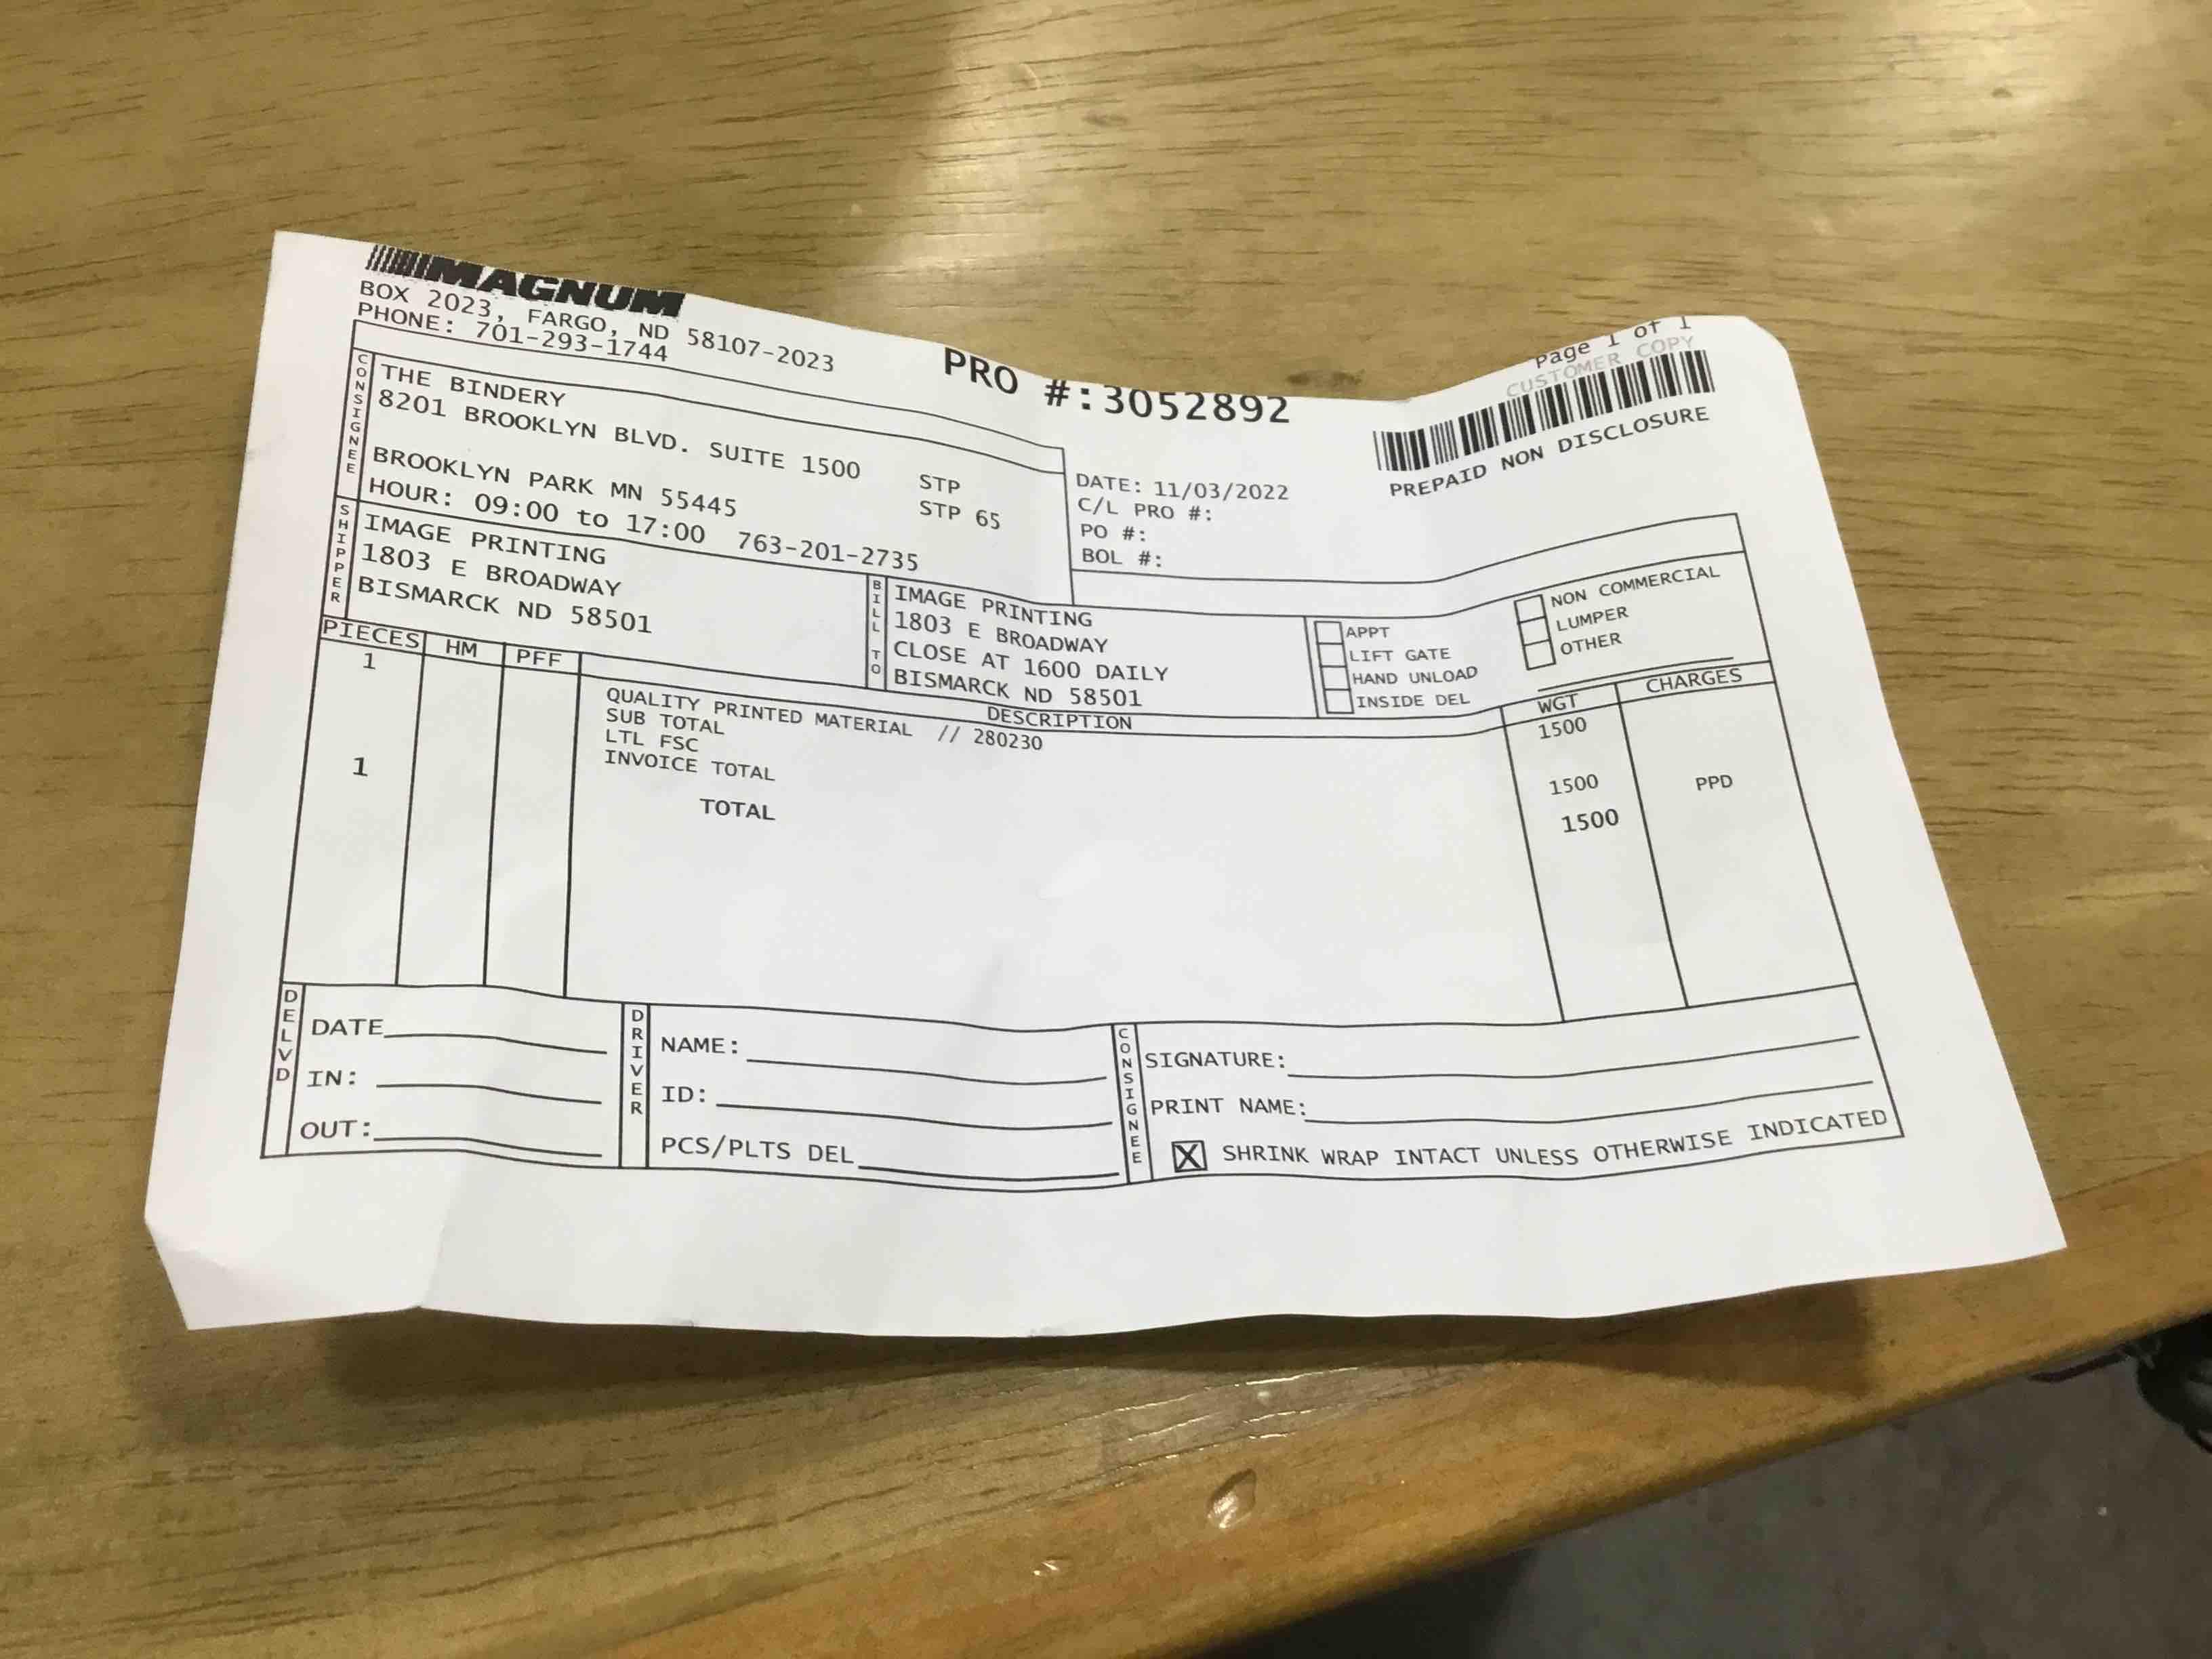 MAGNUM
BOX 2023, FARGO, ND 58107-2023
PHONE: 701-293-1744
PRO #:3052892
Page 1 of 1
CUSTOMER COPY
PREPAID NON DISCLOSURE
CONSIGNEE
THE BINDERY
8201 BROOKLYN BLVD. SUITE 1500
STP
BROOKLYN PARK MN 55445
STP 65
HOUR: 09:00 to 17:00 763-201-2735
DATE: 11/03/2022
C/L PRO #:
PO #:
BOL #:
SHIPPER
IMAGE PRINTING
1803 E BROADWAY
BISMARCK ND 58501
BILL TO
IMAGE PRINTING
1803 E BROADWAY
CLOSE AT 1600 DAILY
BISMARCK ND 58501
APPT
LIFT GATE
HAND UNLOAD
INSIDE DEL
NON COMMERCIAL
LUMPER
OTHER
PIECES HM PFF DESCRIPTION WGT CHARGES
1 QUALITY PRINTED MATERIAL // 280230 1500
SUB TOTAL
LTL FSC
INVOICE TOTAL 1500 PPD
1 TOTAL 1500
DELVD
DATE
IN:
OUT:
DRIVER
NAME:
ID:
PCS/PLTS DEL
CONSIGNEE
SIGNATURE:
PRINT NAME:
X SHRINK WRAP INTACT UNLESS OTHERWISE INDICATED